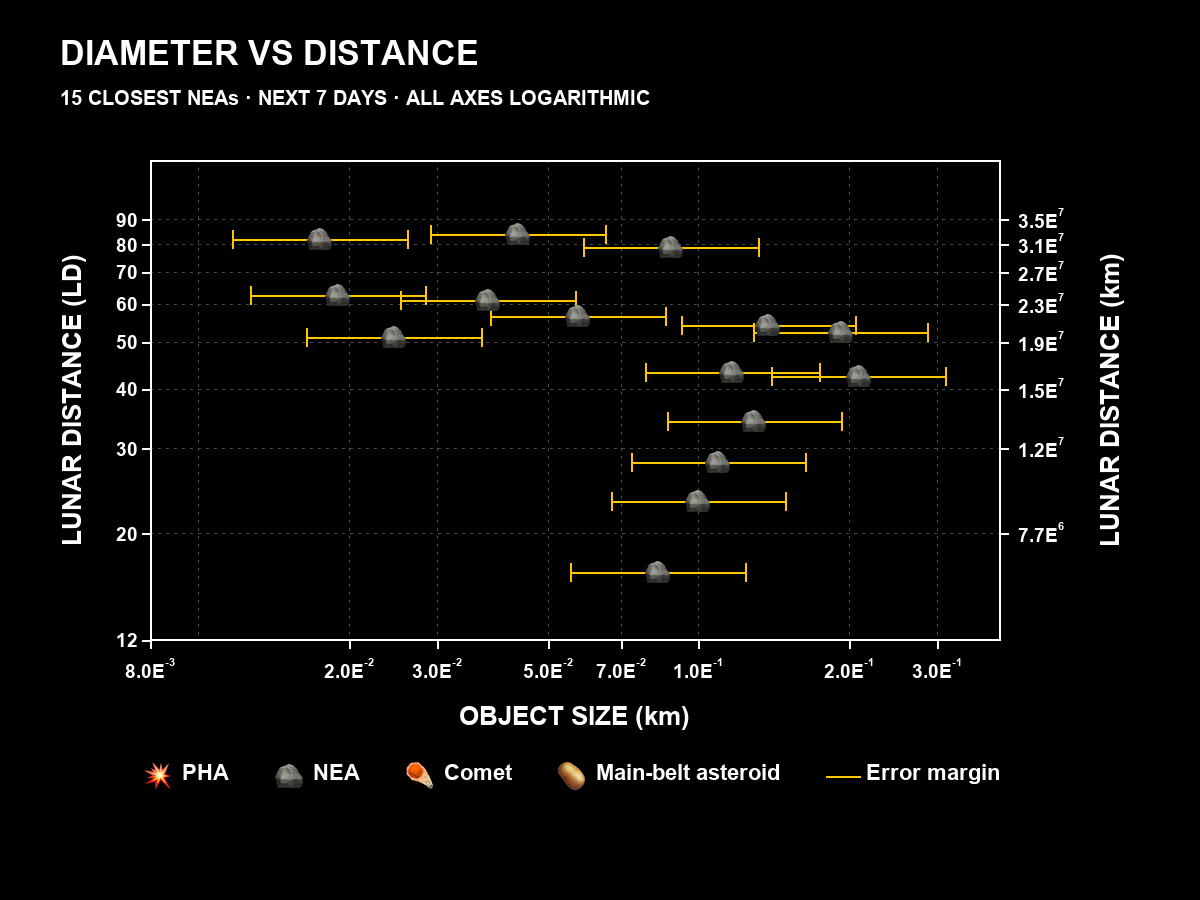 DIAMETER VS DISTANCE
15 CLOSEST NEAs · NEXT 7 DAYS · ALL AXES LOGARITHMIC
LUNAR DISTANCE (LD)
90
80
70
60
50
40
30
20
12
3.5E⁷
3.1E⁷
2.7E⁷
2.3E⁷
1.9E⁷
1.5E⁷
1.2E⁷
7.7E⁶
LUNAR DISTANCE (km)
8.0E⁻³ 2.0E⁻² 3.0E⁻² 5.0E⁻² 7.0E⁻² 1.0E⁻¹ 2.0E⁻¹ 3.0E⁻¹
OBJECT SIZE (km)
PHA NEA Comet Main-belt asteroid Error margin